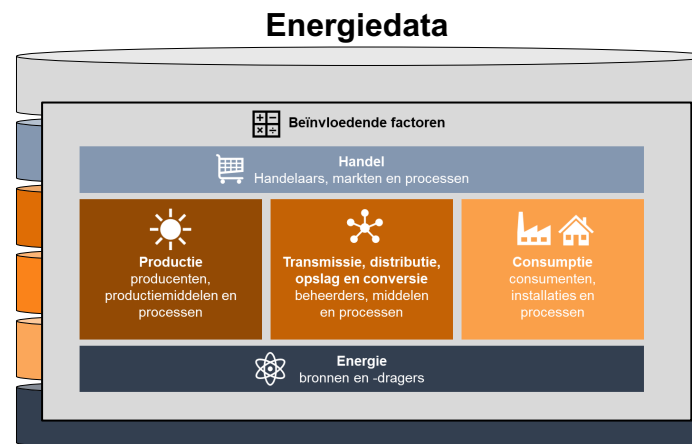 Energiedata
Beïnvloedende factoren
Handel
Handelaars, markten en processen
Productie
producenten,
productiemiddelen en
processen
Transmissie, distributie,
opslag en conversie
beheerders, middelen
en processen
Consumptie
consumenten,
installaties en
processen
Energie
bronnen en -dragers